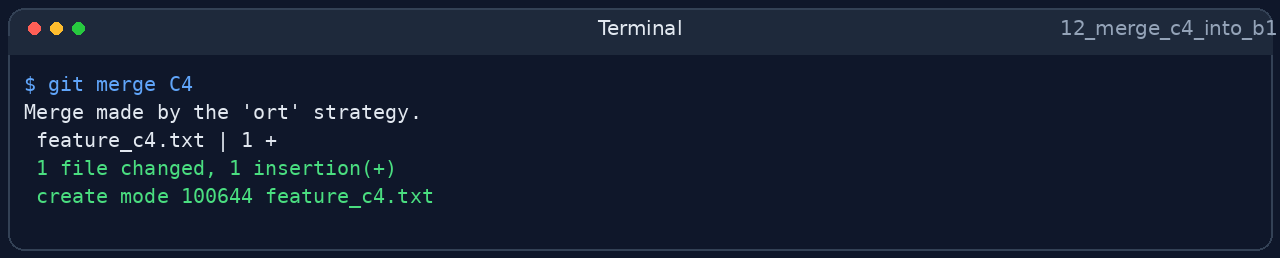 Terminal
12_merge_c4_into_b1
$ git merge C4
Merge made by the 'ort' strategy.
 feature_c4.txt | 1 +
 1 file changed, 1 insertion(+)
 create mode 100644 feature_c4.txt